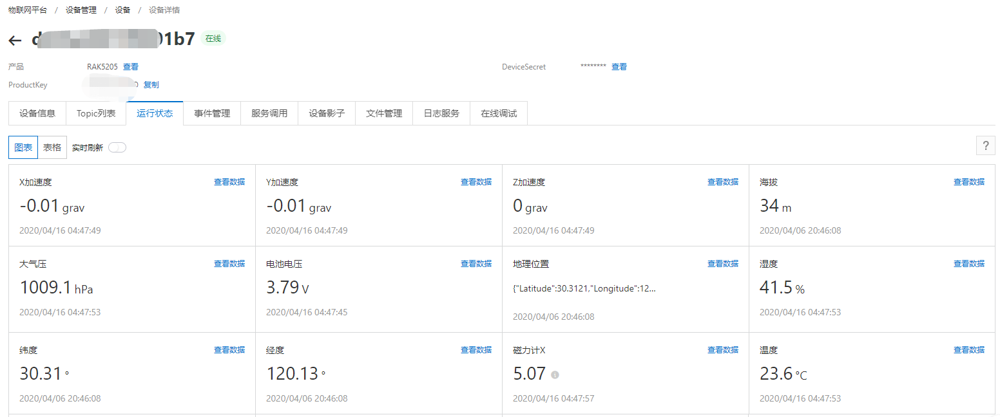 物联网平台 / 设备管理 / 设备 / 设备详情
01b7 在线
产品 RAK5205 查看 DeviceSecret ******** 查看
ProductKey 复制
设备信息 Topic列表 运行状态 事件管理 服务调用 设备影子 文件管理 日志服务 在线调试
图表 表格 实时刷新 ?
X加速度 查看数据 Y加速度 查看数据 Z加速度 查看数据 海拔 查看数据
-0.01 grav -0.01 grav 0 grav 34 m
2020/04/16 04:47:49 2020/04/16 04:47:49 2020/04/16 04:47:49 2020/04/06 20:46:08
大气压 查看数据 电池电压 查看数据 地理位置 查看数据 湿度 查看数据
1009.1 hPa 3.79 V {"Latitude":30.3121,"Longitude":12... 41.5 %
2020/04/16 04:47:53 2020/04/16 04:47:45 2020/04/06 20:46:08 2020/04/16 04:47:53
纬度 查看数据 经度 查看数据 磁力计X 查看数据 温度 查看数据
30.31 ° 120.13 ° 5.07 23.6 °C
2020/04/06 20:46:08 2020/04/06 20:46:08 2020/04/16 04:47:57 2020/04/16 04:47:53